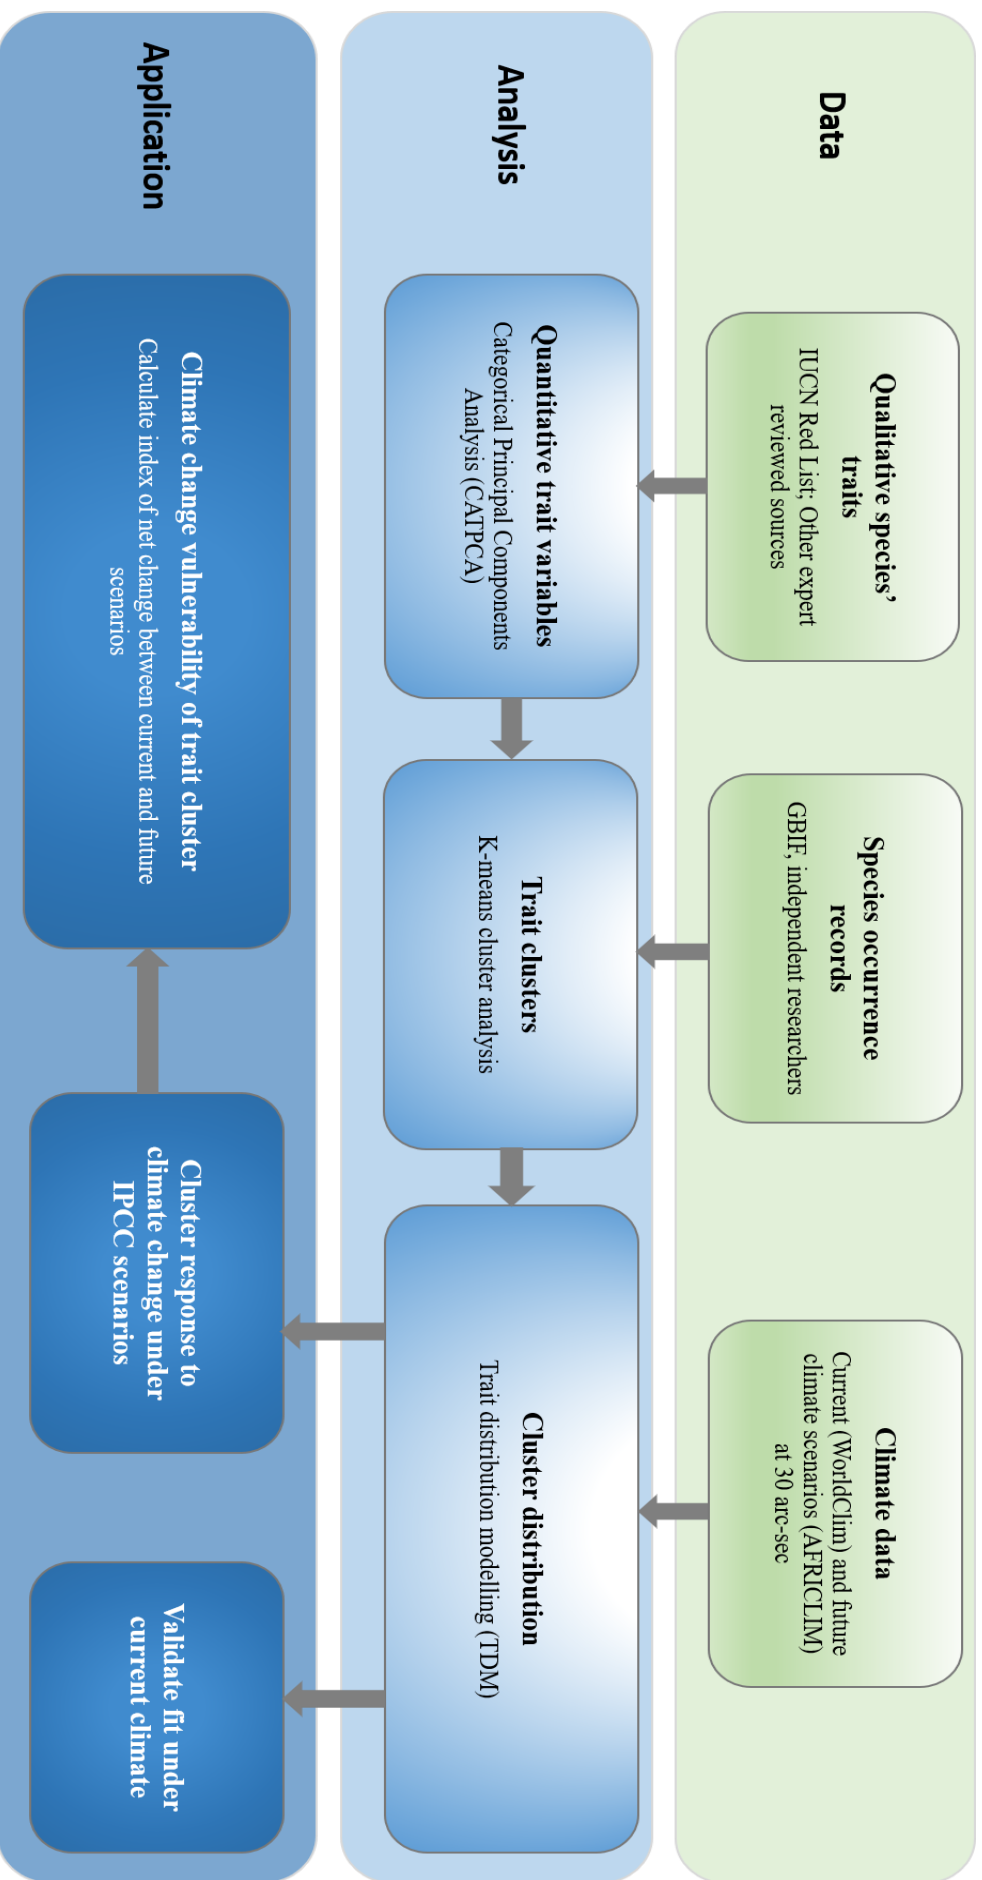 Data
Qualitative species’
traits
IUCN Red List; Other expert
reviewed sources
Species occurrence
records
GBIF, independent researchers
Climate data
Current (WorldClim) and future
climate scenarios (AFRICLIM)
at 30 arc-sec
Analysis
Quantitative trait variables
Categorical Principal Components
Analysis (CATPCA)
Trait clusters
K-means cluster analysis
Cluster distribution
Trait distribution modelling (TDM)
Application
Climate change vulnerability of trait cluster
Calculate index of net change between current and future
scenarios
Cluster response to
climate change under
IPCC scenarios
Validate fit under
current climate